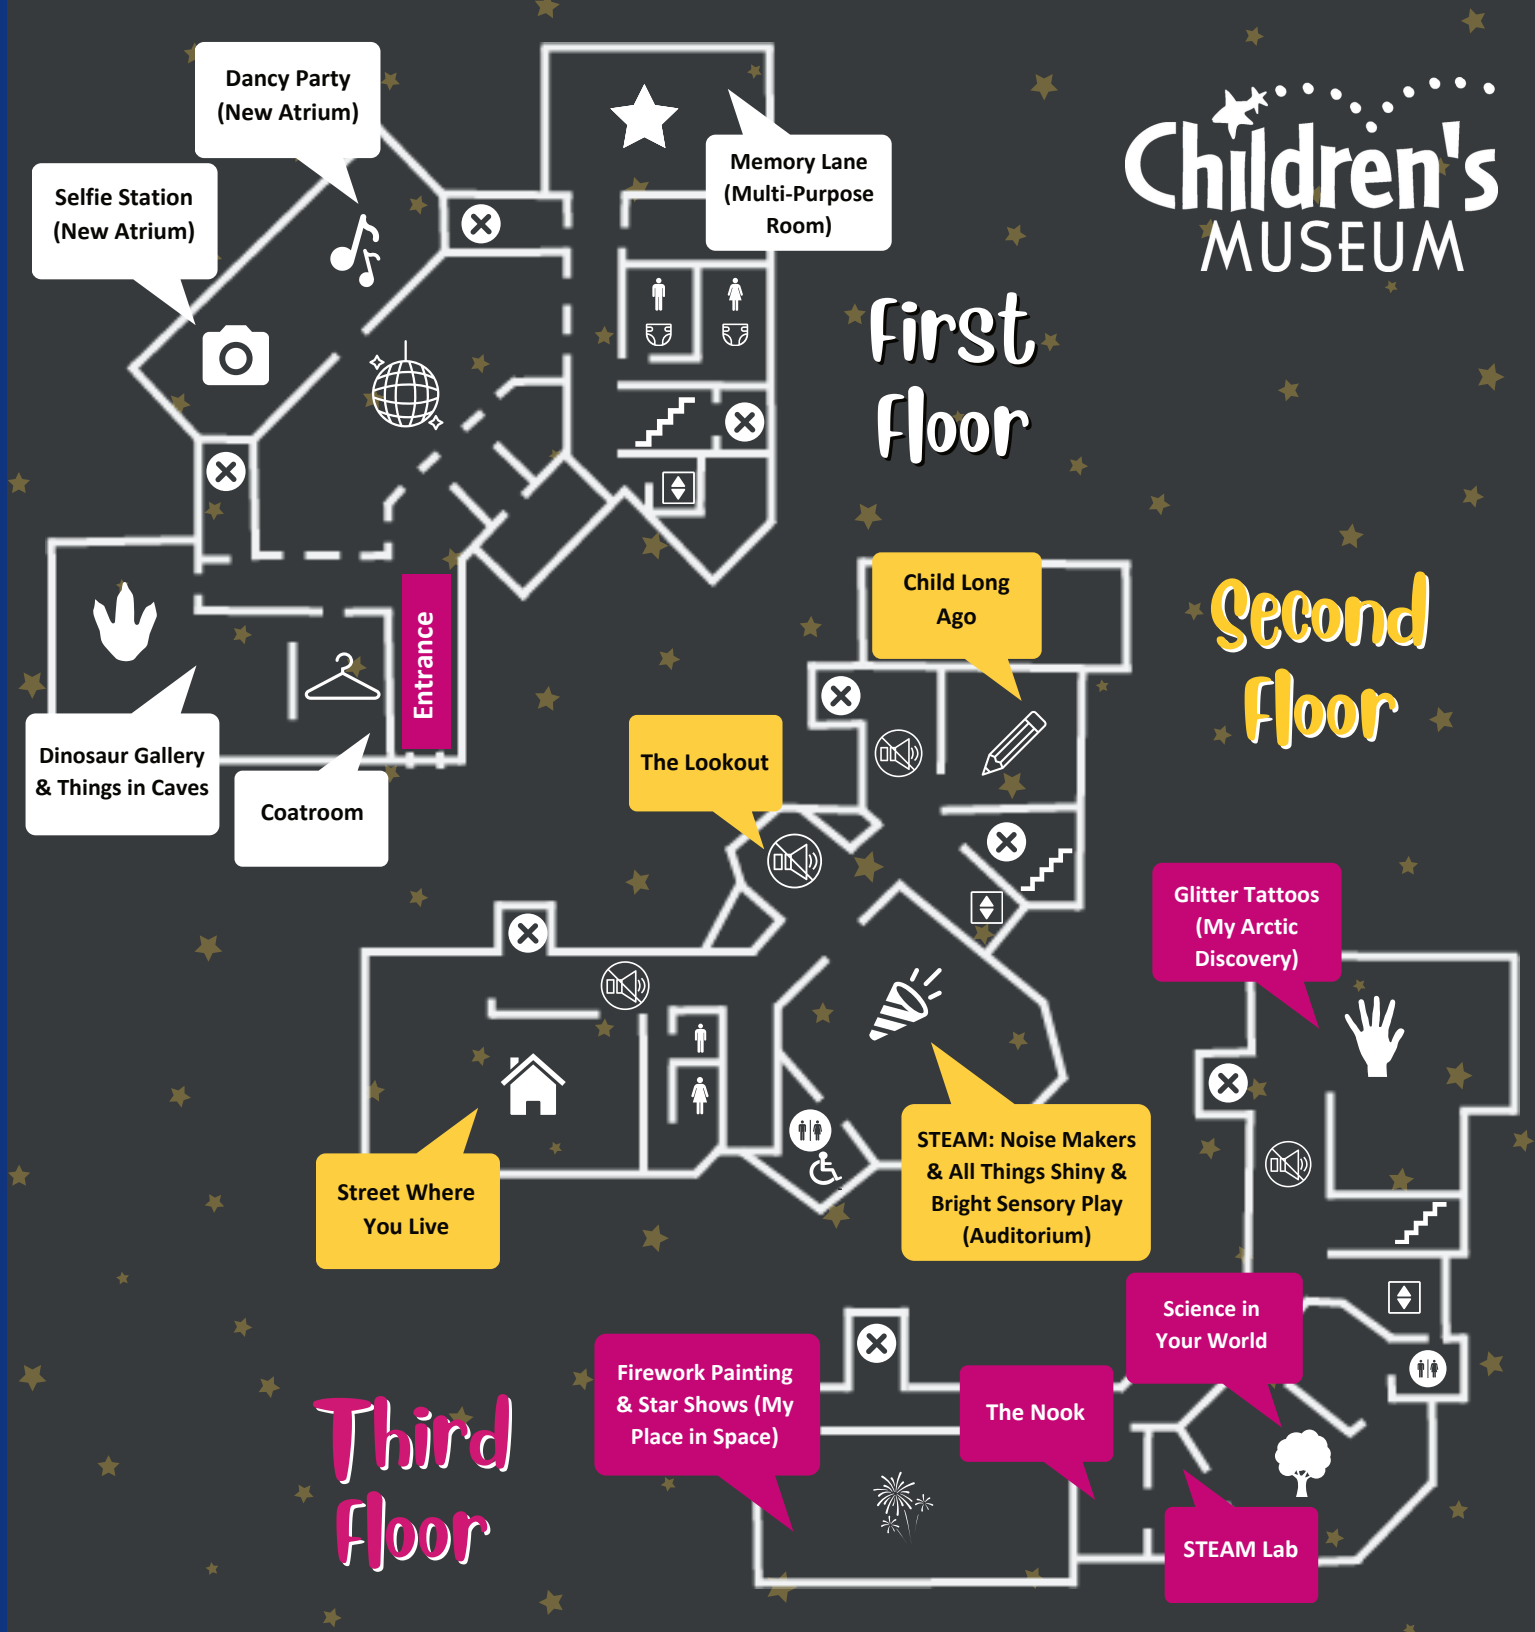 Dancy Party
(New Atrium)
Selfie Station
(New Atrium)
Memory Lane
(Multi-Purpose
Room)
Children's
MUSEUM
First
Floor
Entrance
Dinosaur Gallery
& Things in Caves
Coatroom
Child Long
Ago
Second
Floor
The Lookout
Street Where
You Live
STEAM: Noise Makers
& All Things Shiny &
Bright Sensory Play
(Auditorium)
Glitter Tattoos
(My Arctic
Discovery)
Science in
Your World
Third
Floor
Firework Painting
& Star Shows (My
Place in Space)
The Nook
STEAM Lab